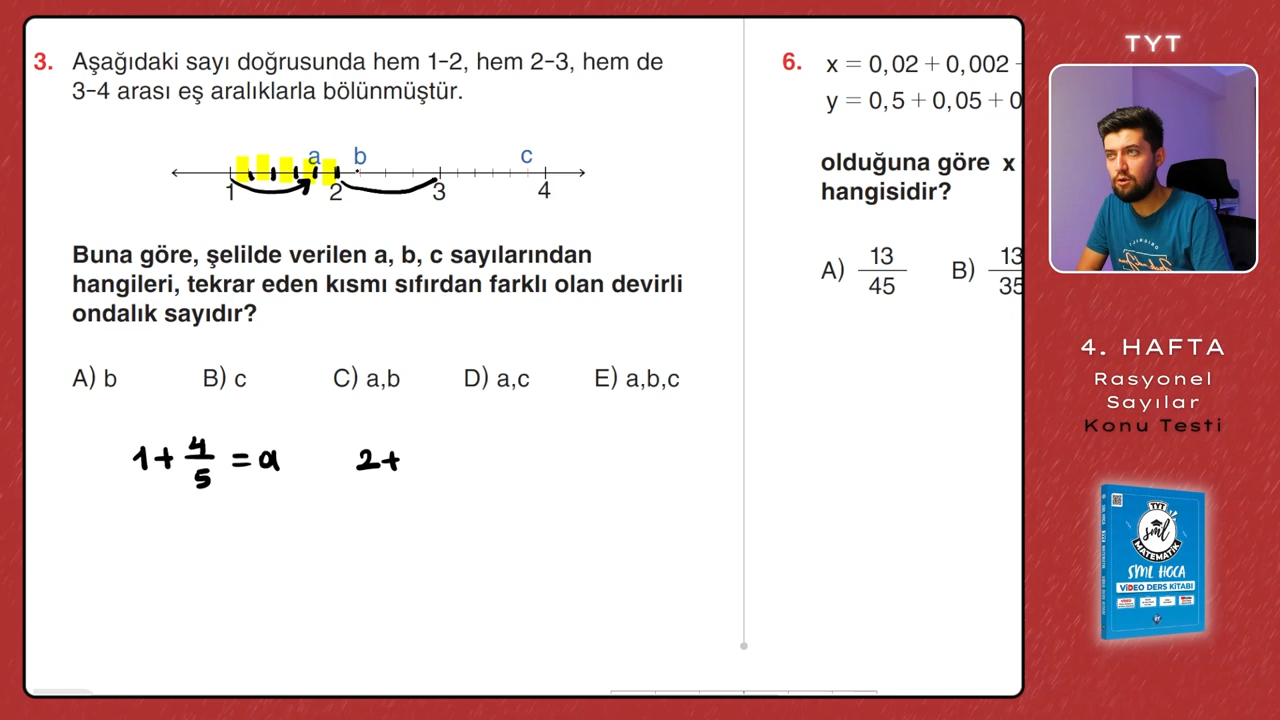 3. Aşağıdaki sayı doğrusunda hem 1-2, hem 2-3, hem de
3-4 arası eş aralıklarla bölünmüştür.
a b c
1 2 3 4
Buna göre, şelilde verilen a, b, c sayılarından
hangileri, tekrar eden kısmı sıfırdan farklı olan devirli
ondalık sayıdır?
A) b B) c C) a,b D) a,c E) a,b,c
1+ 4/5 = a 2+
6. x = 0,02 + 0,002 -
y = 0,5 + 0,05 + 0
olduğuna göre x
hangisidir?
A) 13/45 B) 13/35
TYT
4. HAFTA
Rasyonel
Sayılar
Konu Testi
TYT
sml
MATEMATİK
SML HOCA
VİDEO DERS KİTABI